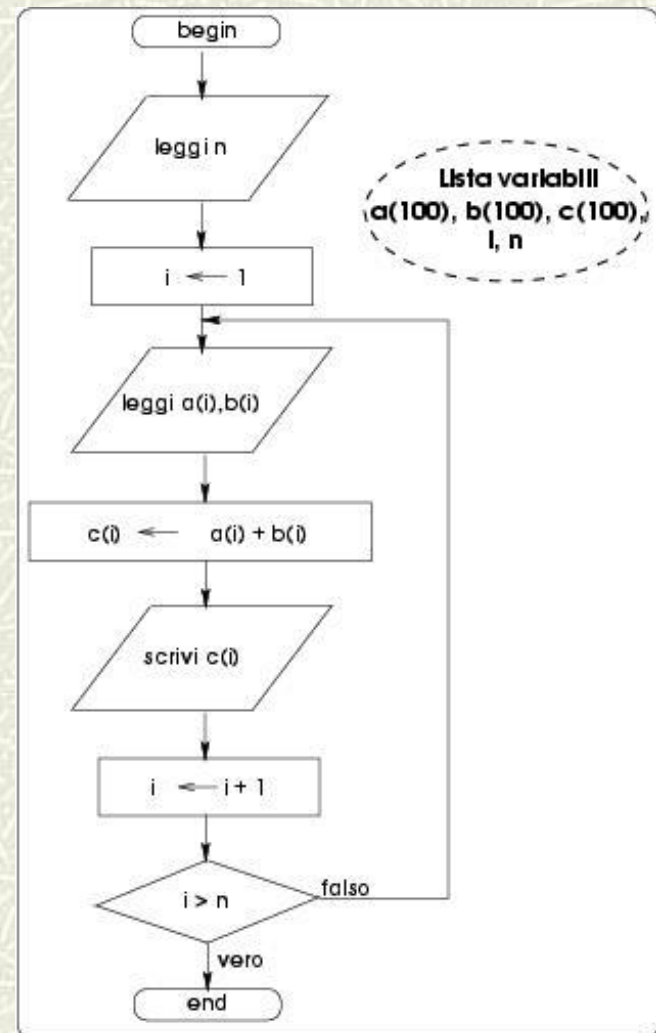 begin
leggi n
Lista variabili
a(100), b(100), c(100),
i, n
i ← 1
leggi a(i),b(i)
c(i) ← a(i) + b(i)
scrivi c(i)
i ← i + 1
i > n
falso
vero
end